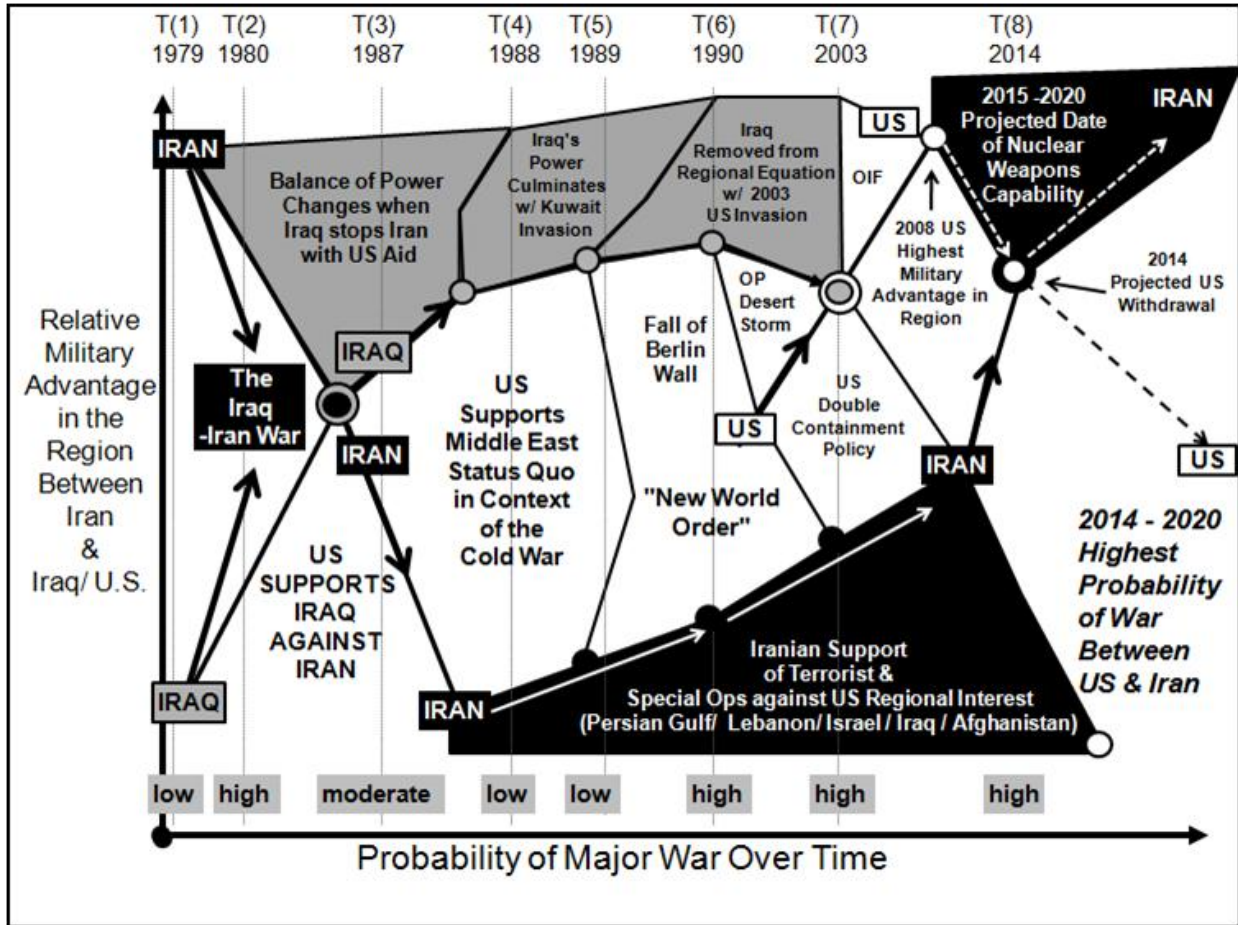 T(1)
1979
T(2)
1980
T(3)
1987
T(4)
1988
T(5)
1989
T(6)
1990
T(7)
2003
T(8)
2014
Relative
Military
Advantage
in the
Region
Between
Iran
&
Iraq/ U.S.
IRAN
Balance of Power
Changes when
Iraq stops Iran
with US Aid
Iraq's
Power
Culminates
w/ Kuwait
Invasion
Iraq
Removed from
Regional Equation
w/ 2003
US Invasion
US
OIF
2015 -2020
Projected Date
of Nuclear
Weapons
Capability
IRAN
2008 US
Highest
Military
Advantage in
Region
2014
Projected US
Withdrawal
The
Iraq
-Iran War
IRAQ
IRAN
US
Supports
Middle East
Status Quo
in Context
of the
Cold War
Fall of
Berlin
Wall
OP
Desert
Storm
US
US
Double
Containment
Policy
IRAN
US
"New World
Order"
US
SUPPORTS
IRAQ
AGAINST
IRAN
2014 - 2020
Highest
Probability
of War
Between
US & Iran
IRAQ
IRAN
Iranian Support
of Terrorist &
Special Ops against US Regional Interest
(Persian Gulf/ Lebanon/ Israel / Iraq / Afghanistan)
low
high
moderate
low
low
high
high
high
Probability of Major War Over Time